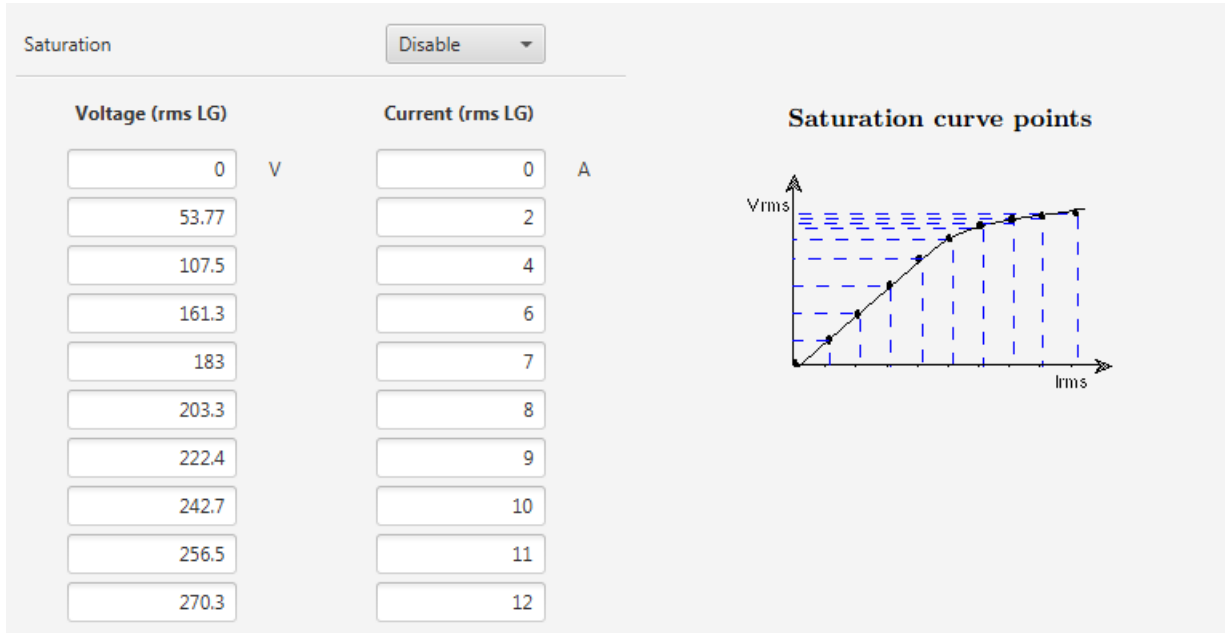 Saturation Disable
Voltage (rms LG) Current (rms LG)
Saturation curve points
0 V 0 A
53.77 2
107.5 4
161.3 6
183 7
203.3 8
222.4 9
242.7 10
256.5 11
270.3 12
Vrms
Irms